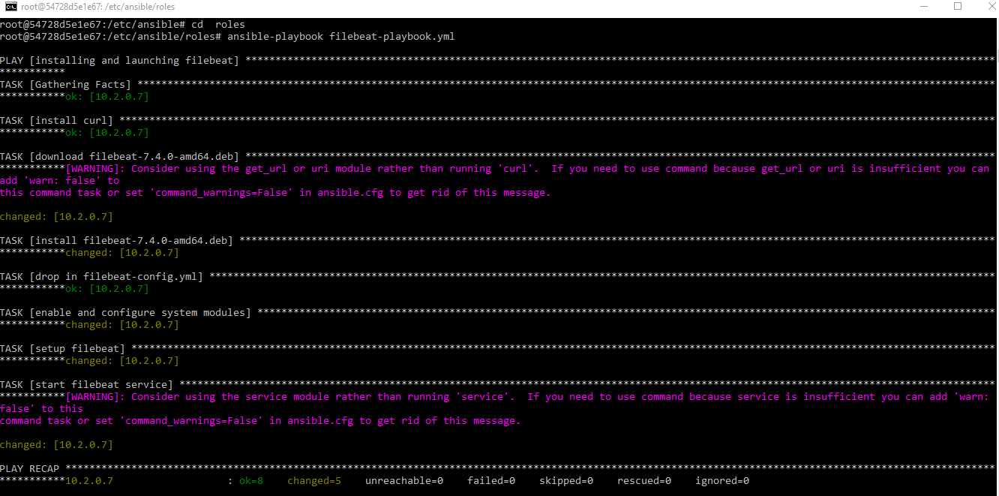 root@54728d5e1e67: /etc/ansible/roles
root@54728d5e1e67:/etc/ansible# cd  roles
root@54728d5e1e67:/etc/ansible/roles# ansible-playbook filebeat-playbook.yml
PLAY [installing and launching filebeat] *****************************************************************************************************************************
***********
TASK [Gathering Facts] ***********************************************************************************************************************************************
***********ok: [10.2.0.7]
TASK [install curl] **************************************************************************************************************************************************
***********ok: [10.2.0.7]
TASK [download filebeat-7.4.0-amd64.deb] *****************************************************************************************************************************
***********[WARNING]: Consider using the get_url or uri module rather than running 'curl'.  If you need to use command because get_url or uri is insufficient you can
add 'warn: false' to
this command task or set 'command_warnings=False' in ansible.cfg to get rid of this message.
changed: [10.2.0.7]
TASK [install filebeat-7.4.0-amd64.deb] ******************************************************************************************************************************
***********changed: [10.2.0.7]
TASK [drop in filebeat-config.yml] ***********************************************************************************************************************************
***********ok: [10.2.0.7]
TASK [enable and configure system modules] ***************************************************************************************************************************
***********changed: [10.2.0.7]
TASK [setup filebeat] ************************************************************************************************************************************************
***********changed: [10.2.0.7]
TASK [start filebeat service] ****************************************************************************************************************************************
***********[WARNING]: Consider using the service module rather than running 'service'.  If you need to use command because service is insufficient you can add 'warn:
false' to this
command task or set 'command_warnings=False' in ansible.cfg to get rid of this message.
changed: [10.2.0.7]
PLAY RECAP ***********************************************************************************************************************************************************
***********10.2.0.7                   : ok=8    changed=5    unreachable=0    failed=0    skipped=0    rescued=0    ignored=0